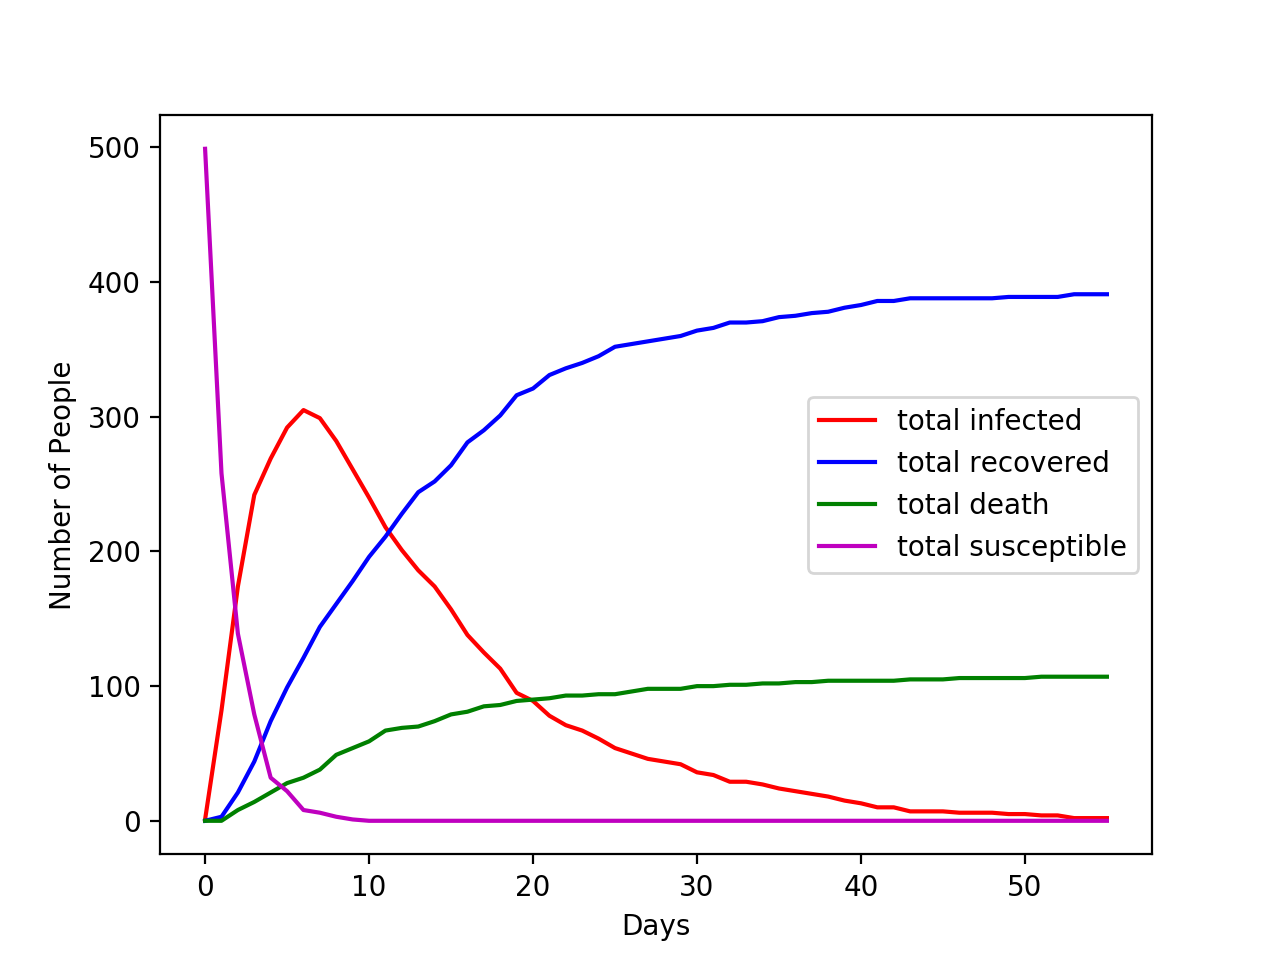 500
400
300
200
100
0
Number of People
total infected
total recovered
total death
total susceptible
0 10 20 30 40 50
Days